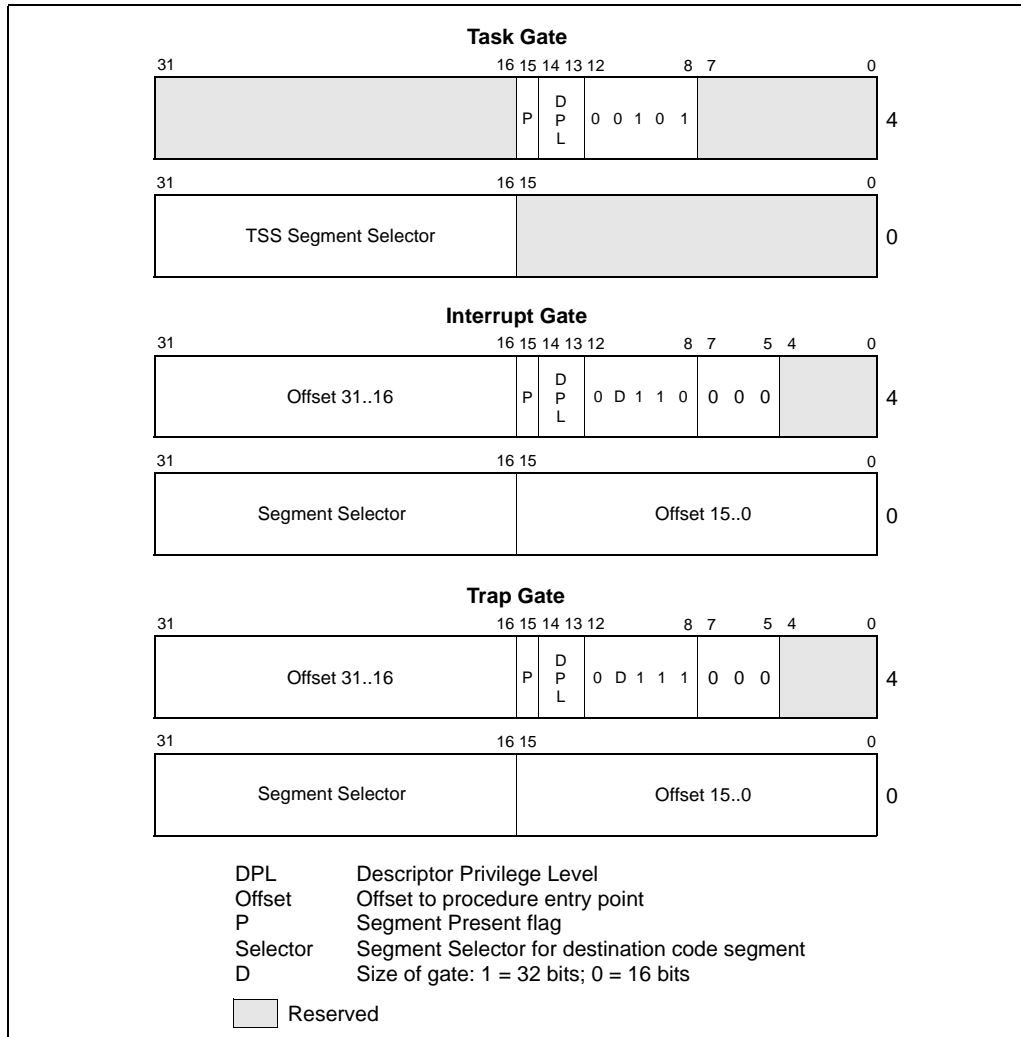 Task Gate
31 16 15 14 13 12 8 7 0
P D P L 0 0 1 0 1 4
31 16 15 0
TSS Segment Selector 0
Interrupt Gate
31 16 15 14 13 12 8 7 5 4 0
Offset 31..16 P D P L 0 D 1 1 0 0 0 0 4
31 16 15 0
Segment Selector Offset 15..0 0
Trap Gate
31 16 15 14 13 12 8 7 5 4 0
Offset 31..16 P D P L 0 D 1 1 1 0 0 0 4
31 16 15 0
Segment Selector Offset 15..0 0
DPL Descriptor Privilege Level
Offset Offset to procedure entry point
P Segment Present flag
Selector Segment Selector for destination code segment
D Size of gate: 1 = 32 bits; 0 = 16 bits
Reserved